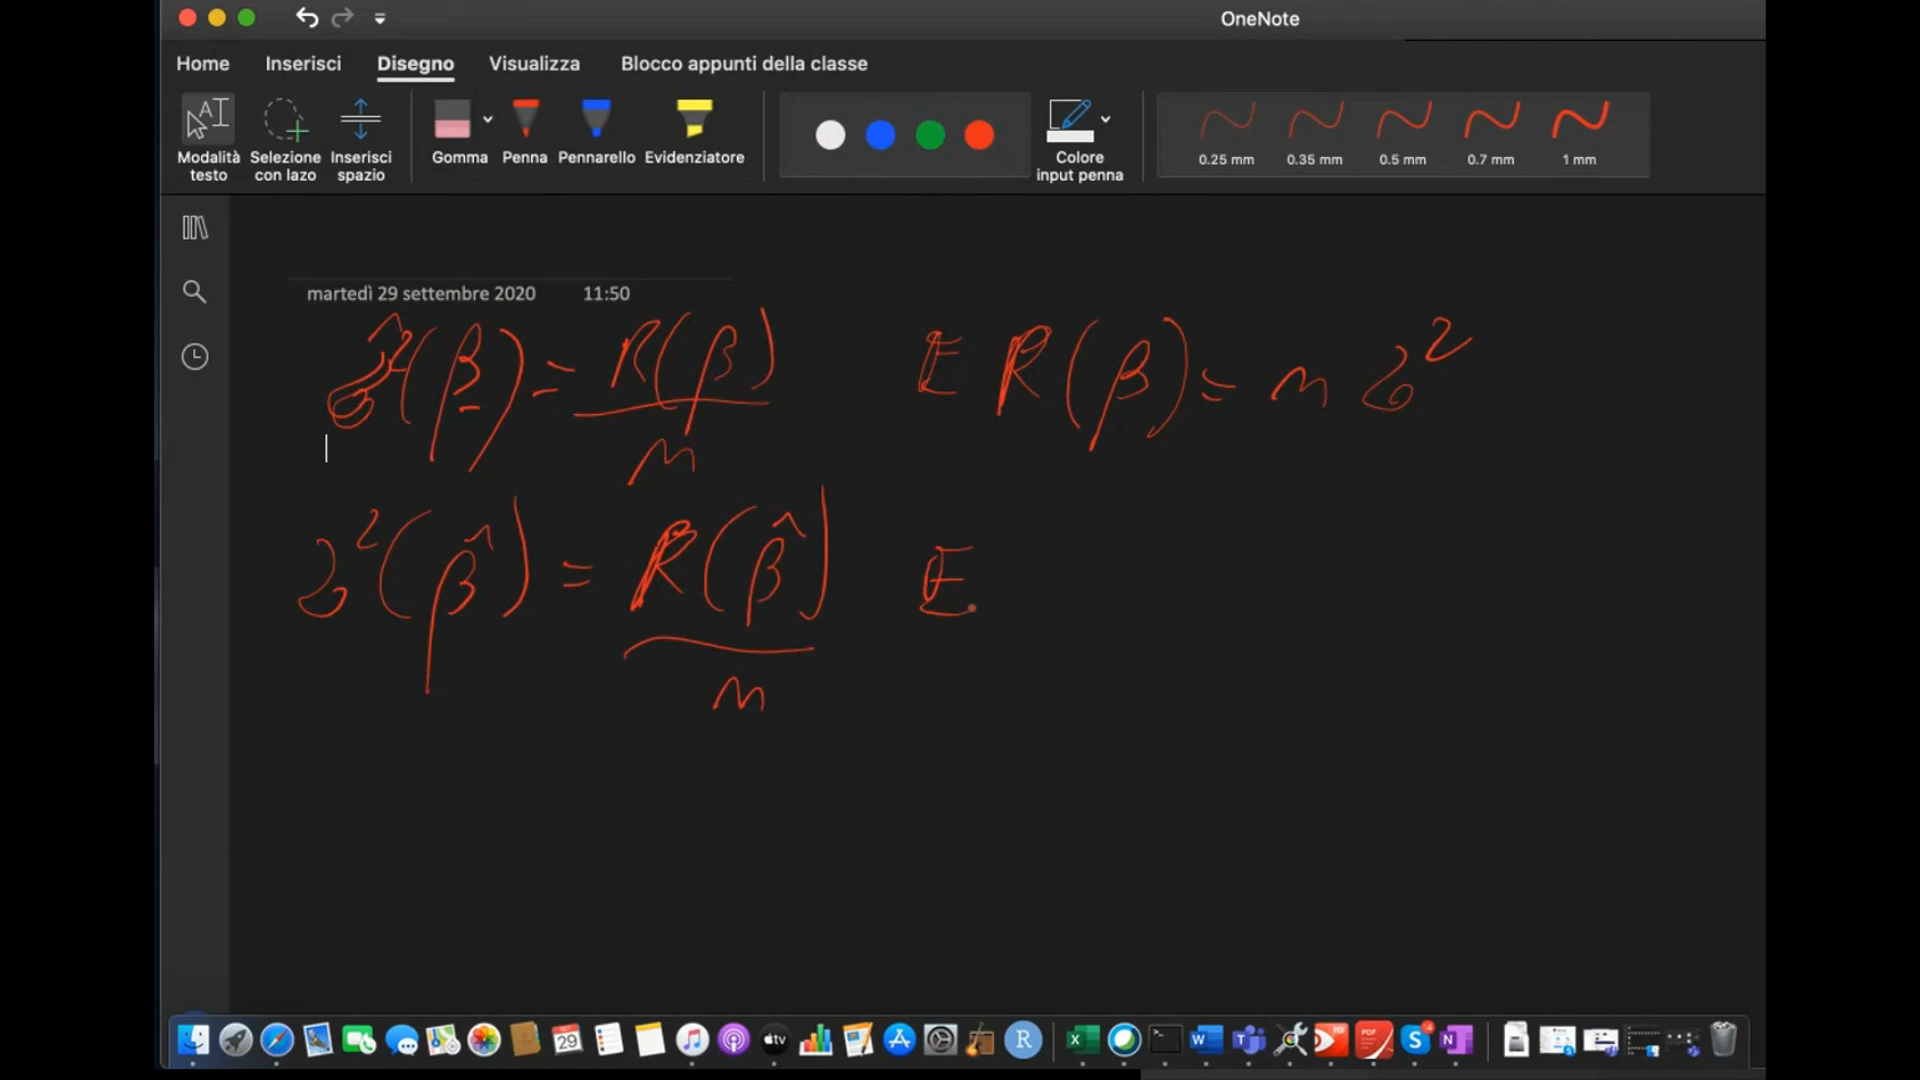 OneNote
Home Inserisci Disegno Visualizza Blocco appunti della classe
Modalità testo Selezione con lazo Inserisci spazio Gomma Penna Pennarello Evidenziatore Colore input penna 0.25 mm 0.35 mm 0.5 mm 0.7 mm 1 mm
martedì 29 settembre 2020 11:50
σ̂²(β) = R(β) / n E R(β) = n σ²
σ²(β̂) = R(β̂) / n E